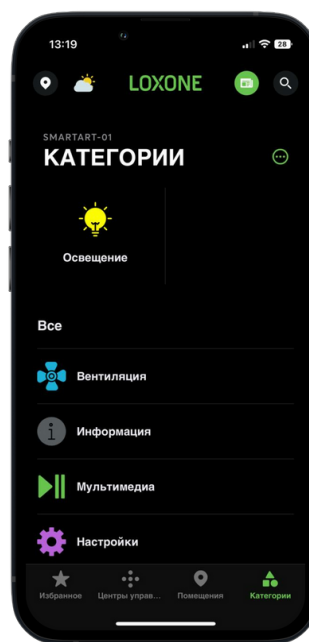 13:19
28
LOXONE
SMARTART-01
КАТЕГОРИИ
Освещение
Все
Вентиляция
Информация
Мультимедиа
Настройки
Избранное
Центры управ...
Помещения
Категории